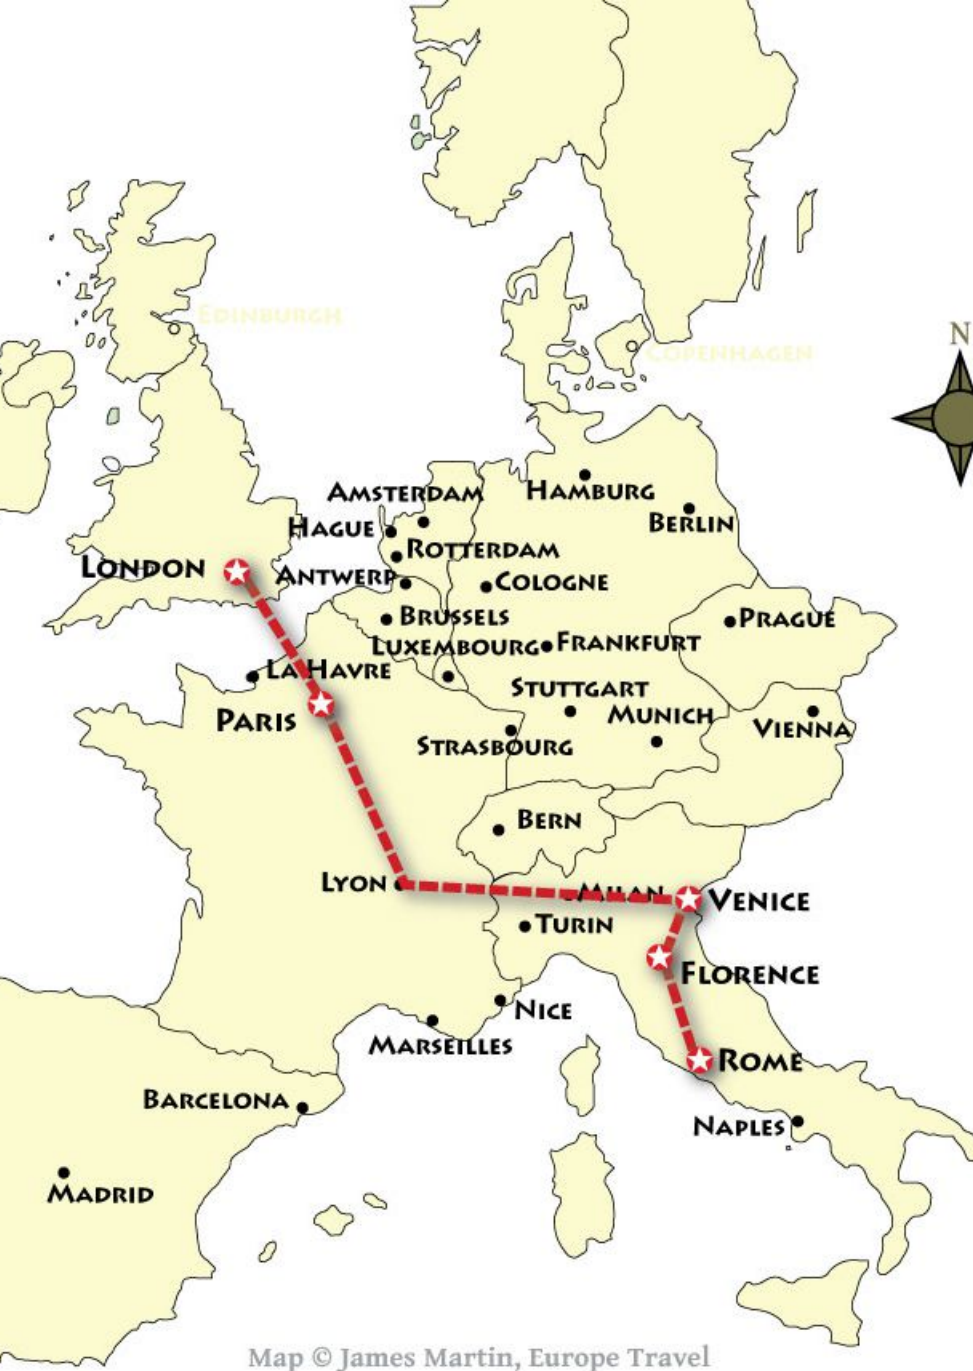 Edinburgh
N
Copenhagen
Amsterdam
Hamburg
Hague
Berlin
Rotterdam
London
Antwerp
Cologne
Brussels
Prague
Luxembourg
Frankfurt
La Havre
Stuttgart
Paris
Munich
Vienna
Strasbourg
Bern
Lyon
Milan
Venice
Turin
Florence
Nice
Marseilles
Rome
Barcelona
Naples
Madrid
Map © James Martin, Europe Travel